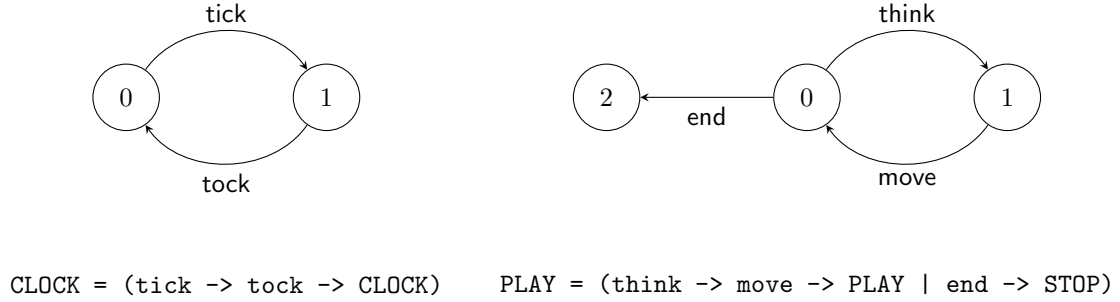 tick
think
0
1
2
0
1
end
tock
move
CLOCK = (tick -> tock -> CLOCK)
PLAY = (think -> move -> PLAY | end -> STOP)